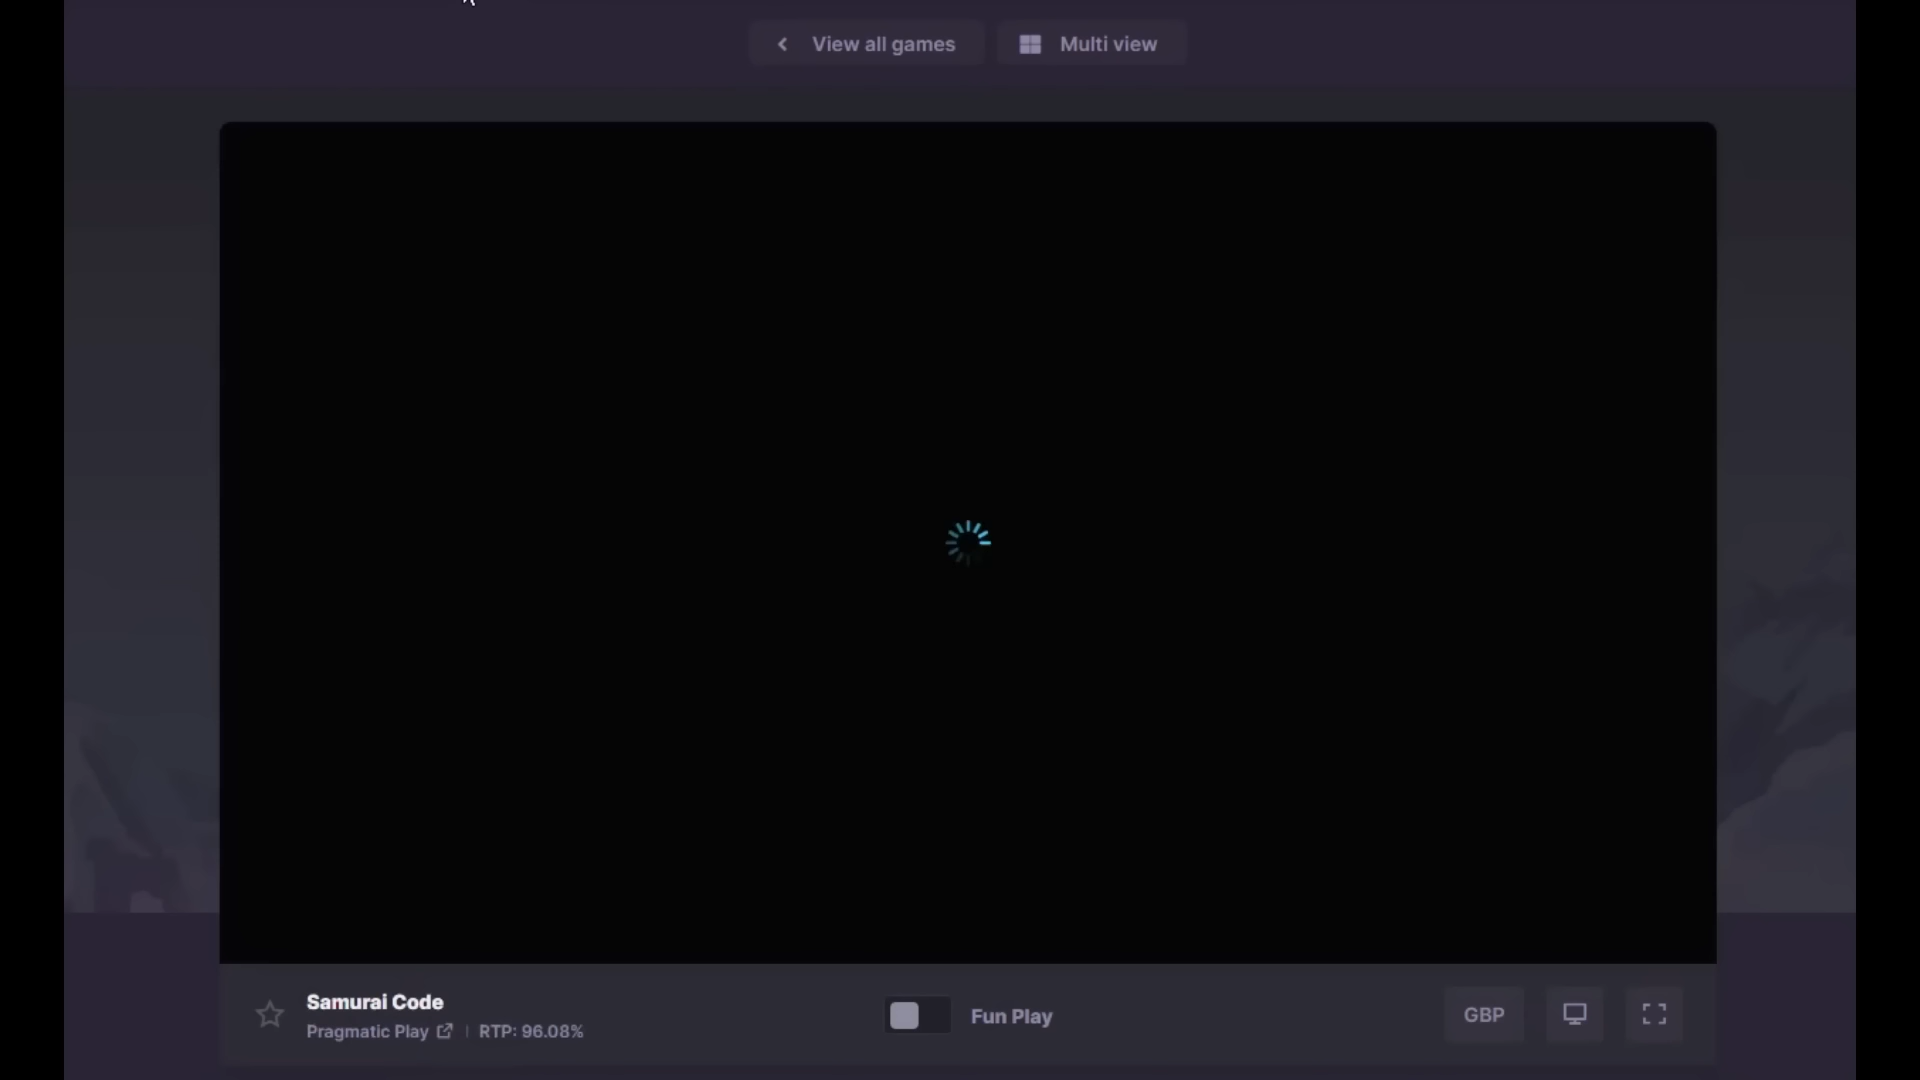 View all games
Multi view
Samurai Code
Pragmatic Play | RTP: 96.08%
Fun Play
GBP